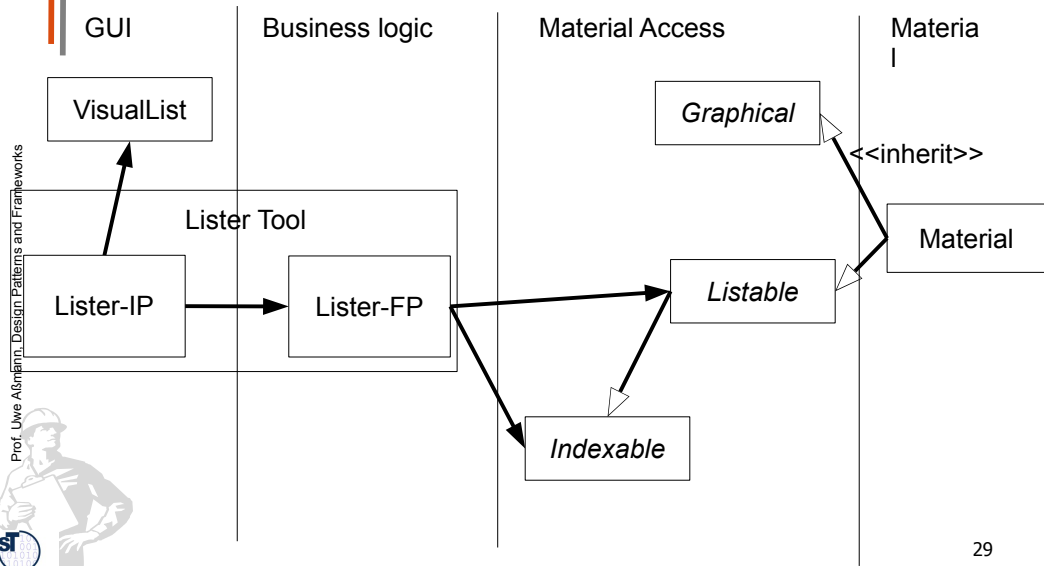 GUI
Business logic
Material Access
Materia
l
VisualList
Graphical
<<inherit>>
Lister Tool
Material
Lister-IP
Lister-FP
Listable
Indexable
Prof. Uwe Aßmann, Design Patterns and Frameworks
ST
29